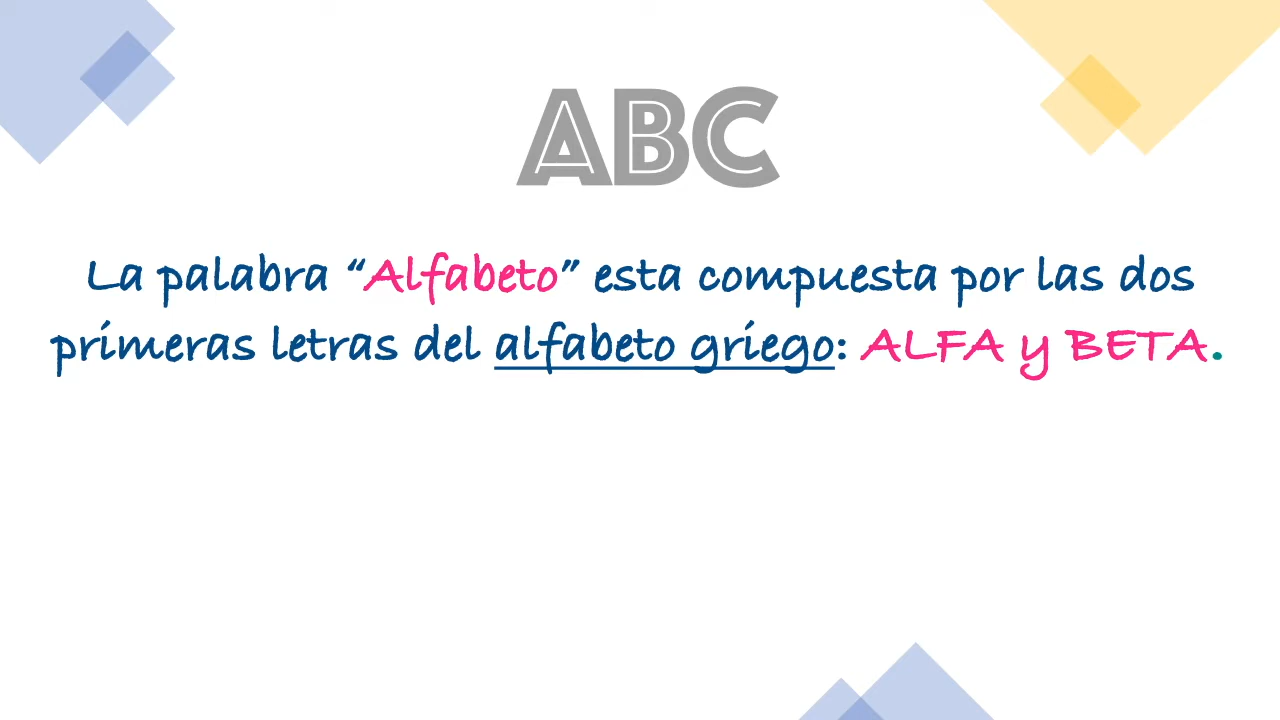 ABC
La palabra “Alfabeto” esta compuesta por las dos
primeras letras del alfabeto griego: ALFA y BETA.